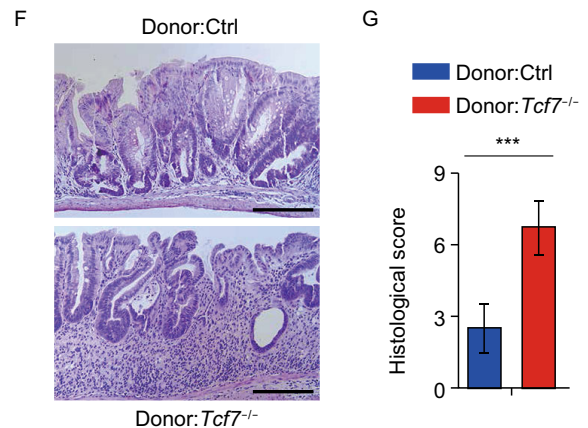 F
Donor:Ctrl
Donor:Tcf7⁻/⁻
G
Donor:Ctrl
Donor:Tcf7⁻/⁻
***
Histological score
9
6
3
0